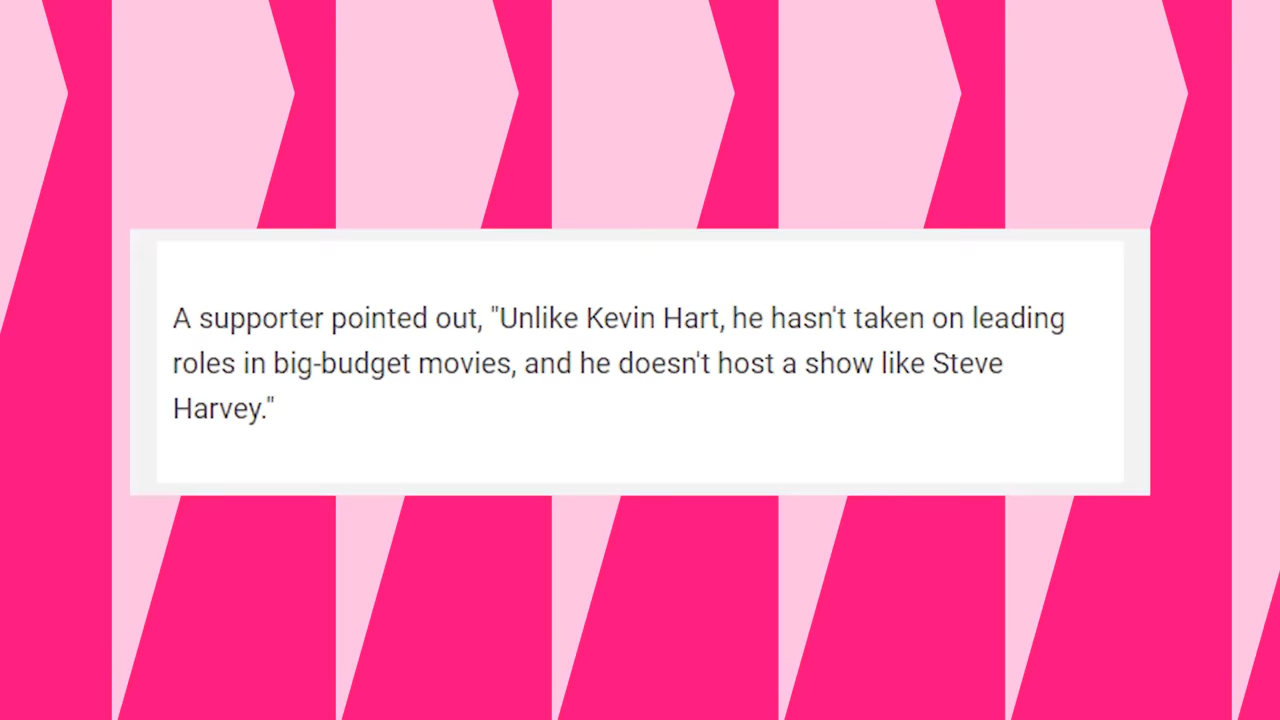 A supporter pointed out, "Unlike Kevin Hart, he hasn't taken on leading
roles in big-budget movies, and he doesn't host a show like Steve
Harvey."